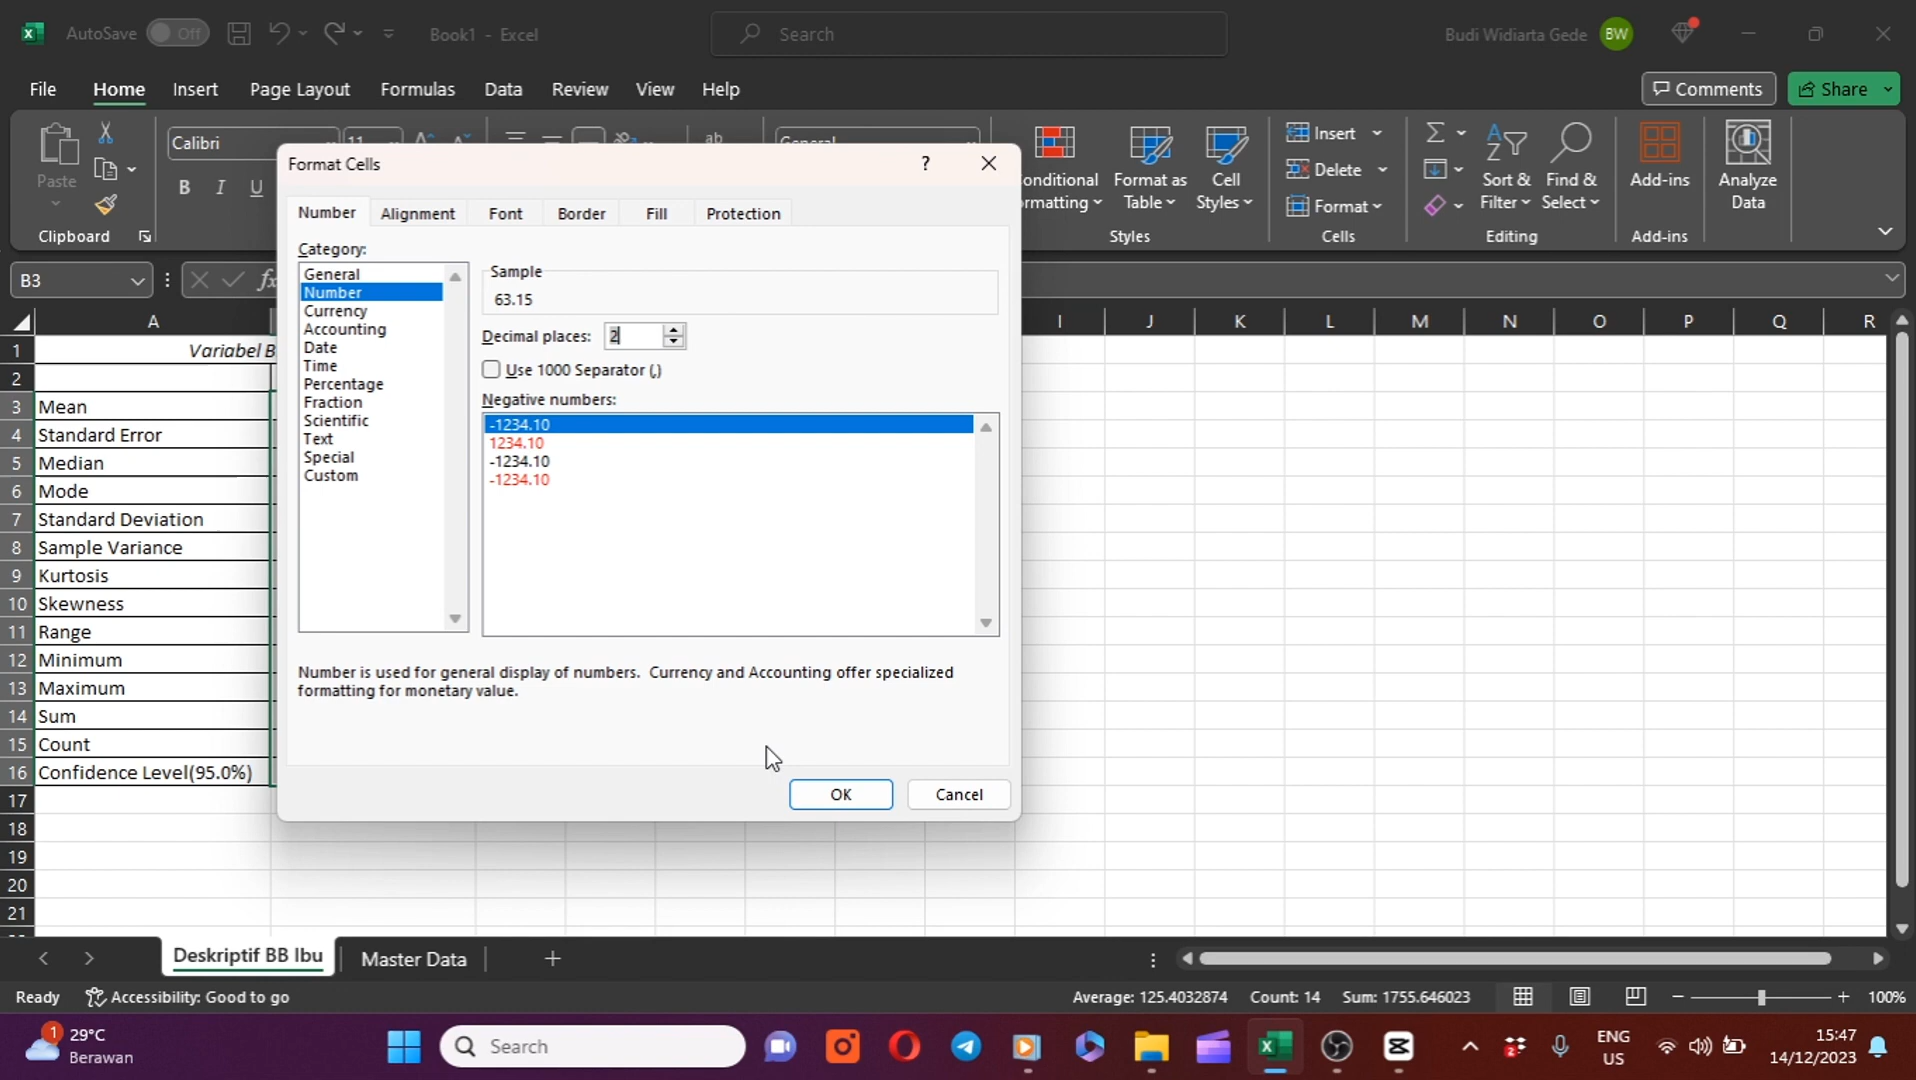 AutoSave Off Book1 - Excel Search Budi Widiarta Gede BW
File Home Insert Page Layout Formulas Data Review View Help Comments Share
Paste Calibri 11 ab General
B I U
Clipboard
Conditional Formatting
Format as Table
Cell Styles
Styles
Insert
Delete
Format
Cells
Sort & Filter
Find & Select
Editing
Add-ins
Add-ins
Analyze Data
B3 fx
Format Cells ?
Number Alignment Font Border Fill Protection
Category:
General
Number
Currency
Accounting
Date
Time
Percentage
Fraction
Scientific
Text
Special
Custom
Sample
63.15
Decimal places: 2
Use 1000 Separator (,)
Negative numbers:
-1234.10
1234.10
-1234.10
-1234.10
Number is used for general display of numbers. Currency and Accounting offer specialized
formatting for monetary value.
OK Cancel
A I J K L M N O P Q R
1 Variabel B
2
3 Mean
4 Standard Error
5 Median
6 Mode
7 Standard Deviation
8 Sample Variance
9 Kurtosis
10 Skewness
11 Range
12 Minimum
13 Maximum
14 Sum
15 Count
16 Confidence Level(95.0%)
17
18
19
20
21
Deskriptif BB Ibu Master Data
Ready Accessibility: Good to go Average: 125.4032874 Count: 14 Sum: 1755.646023 100%
1 29°C
Berawan
Search
ENG
US
15:47
14/12/2023